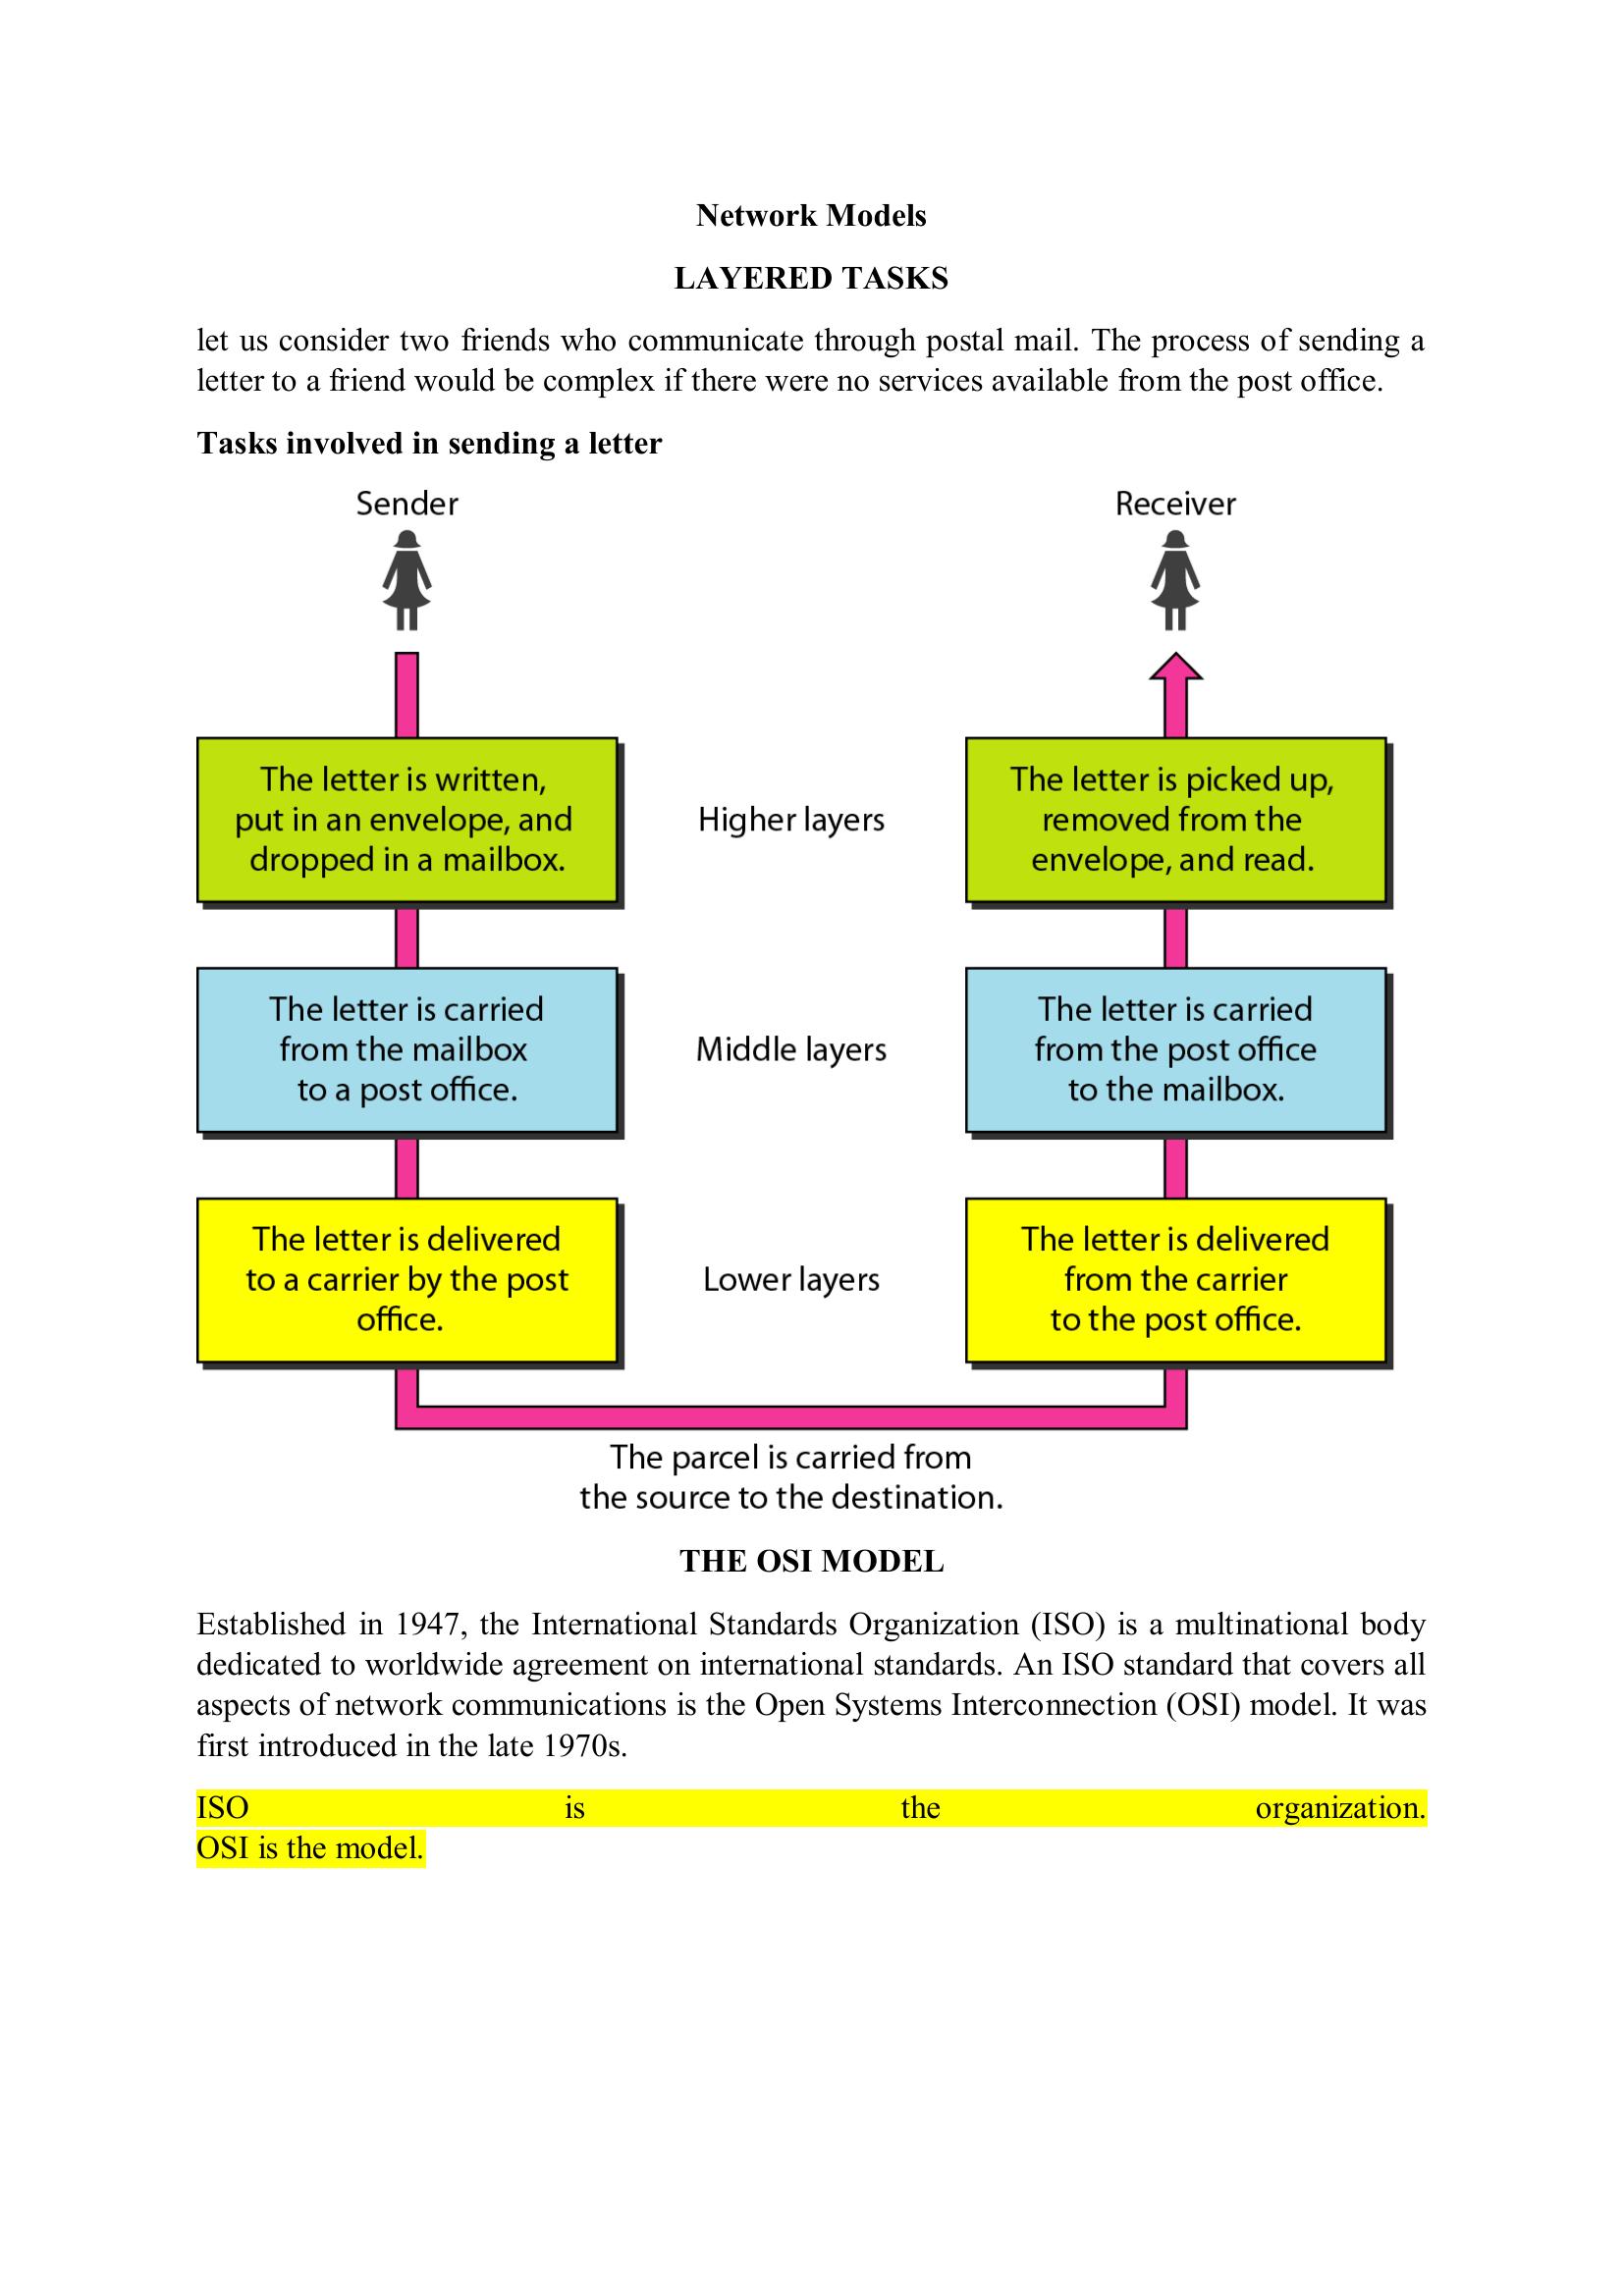 Network Models
LAYERED TASKS
let us consider two friends who communicate through postal mail. The process of sending a
letter to a friend would be complex if there were no services available from the post office.
Tasks involved in sending a letter
Sender
Receiver
The letter is written,
put in an envelope, and
dropped in a mailbox.
Higher layers
The letter is picked up,
removed from the
envelope, and read.
The letter is carried
from the mailbox
to a post office.
Middle layers
The letter is carried
from the post office
to the mailbox.
The letter is delivered
to a carrier by the post
office.
Lower layers
The letter is delivered
from the carrier
to the post office.
The parcel is carried from
the source to the destination.
THE OSI MODEL
Established in 1947, the International Standards Organization (ISO) is a multinational body
dedicated to worldwide agreement on international standards. An ISO standard that covers all
aspects of network communications is the Open Systems Interconnection (OSI) model. It was
first introduced in the late 1970s.
ISO is the organization.
OSI is the model.